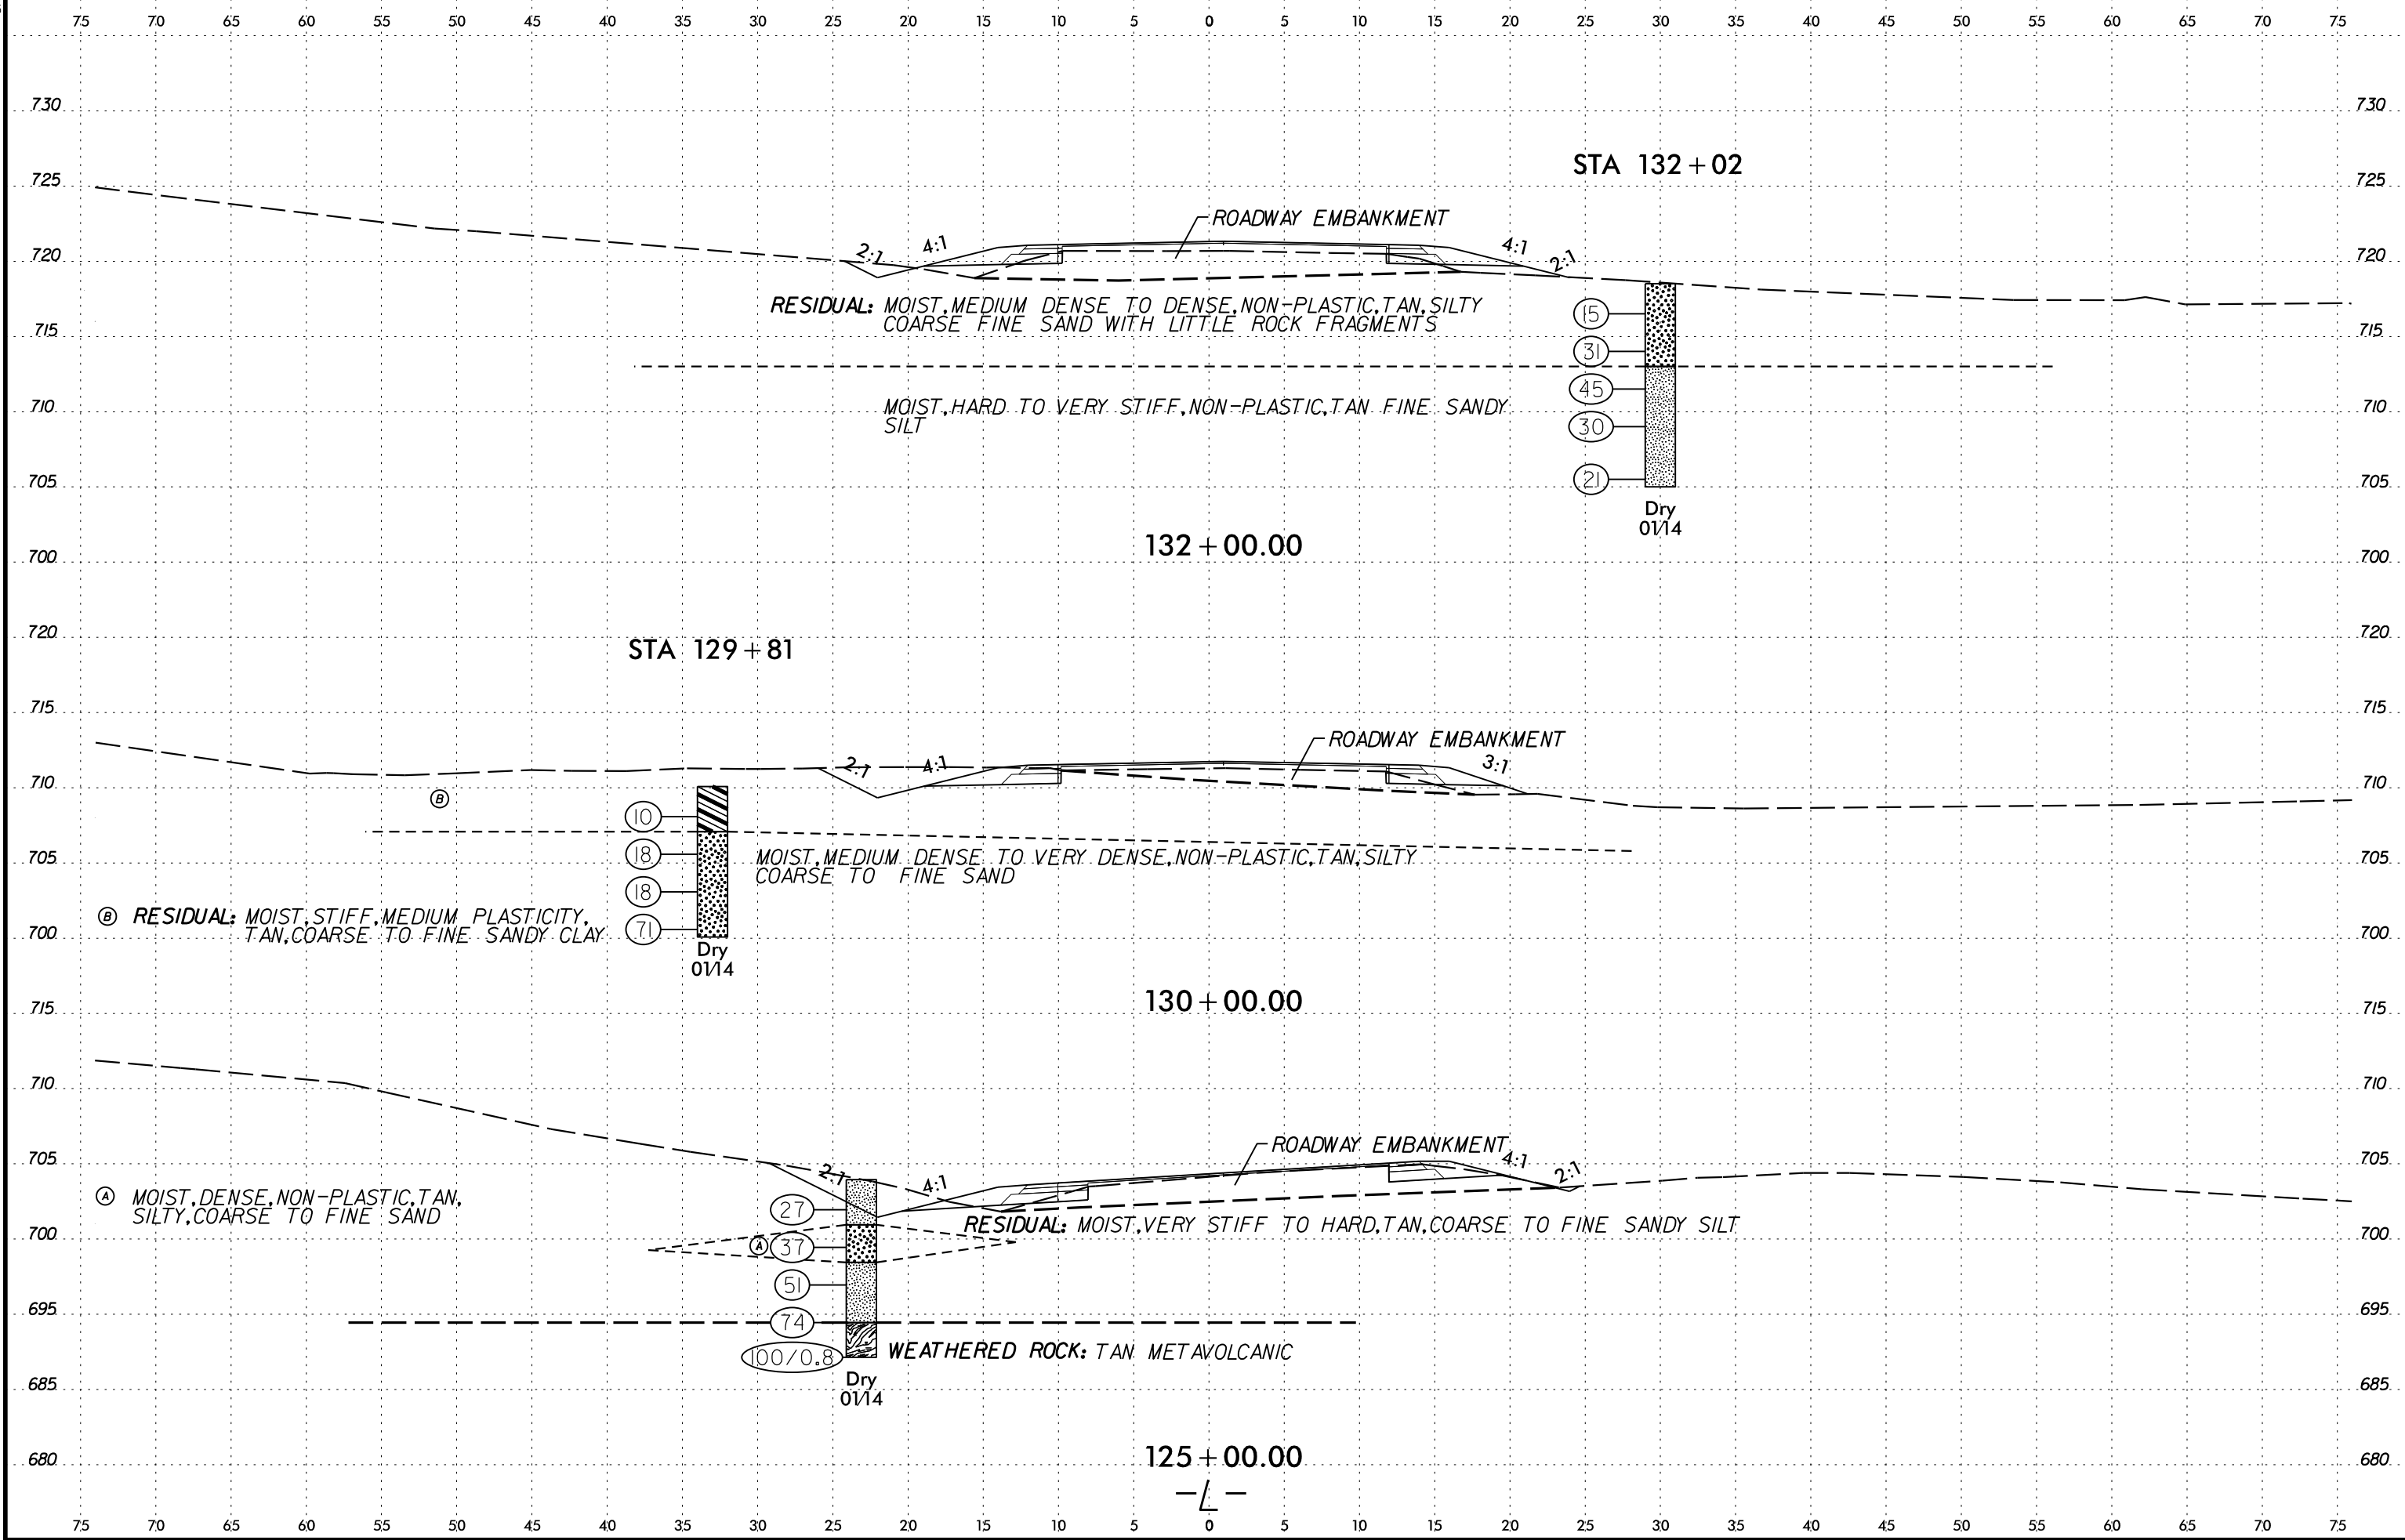 75 70 65 60 55 50 45 40 35 30 25 20 15 10 5 0 5 10 15 20 25 30 35 40 45 50 55 60 65 70 75
730 730
STA 132+02
725 725
ROADWAY EMBANKMENT
2:1 4:1 4:1 2:1
720 720
RESIDUAL: MOIST,MEDIUM DENSE TO DENSE,NON-PLASTIC,TAN,SILTY
COARSE FINE SAND WITH LITTLE ROCK FRAGMENTS
15
715 715
31
45
MOIST,HARD TO VERY STIFF,NON-PLASTIC,TAN FINE SANDY
SILT
710 710
30
21
705 705
Dry
01/14
132+00.00
700 700
720 720
STA 129+81
715 715
ROADWAY EMBANKMENT
2:1 4:1 3:1
710 710
B
10
18
MOIST,MEDIUM DENSE TO VERY DENSE,NON-PLASTIC,TAN,SILTY
COARSE TO FINE SAND
705 705
18
B RESIDUAL: MOIST,STIFF,MEDIUM PLASTICITY,
TAN,COARSE TO FINE SANDY CLAY
71
700 700
Dry
01/14
130+00.00
715 715
710 710
ROADWAY EMBANKMENT
705 705
2:1 4:1 4:1 2:1
A MOIST,DENSE,NON-PLASTIC,TAN,
SILTY,COARSE TO FINE SAND
27
RESIDUAL: MOIST,VERY STIFF TO HARD,TAN,COARSE TO FINE SANDY SILT
700 700
A 37
51
695 695
74
100/0.8
WEATHERED ROCK: TAN METAVOLCANIC
685 685
Dry
01/14
680 680
125+00.00
-L-
75 70 65 60 55 50 45 40 35 30 25 20 15 10 5 0 5 10 15 20 25 30 35 40 45 50 55 60 65 70 75